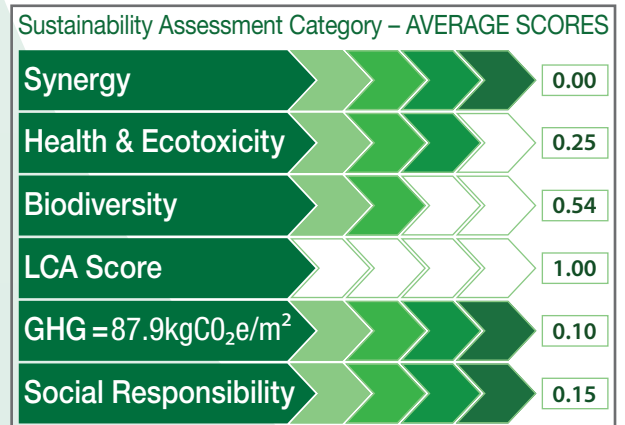 Sustainability Assessment Category – AVERAGE SCORES
Synergy 0.00
Health & Ecotoxicity 0.25
Biodiversity 0.54
LCA Score 1.00
GHG = 87.9kgC0₂e/m² 0.10
Social Responsibility 0.15